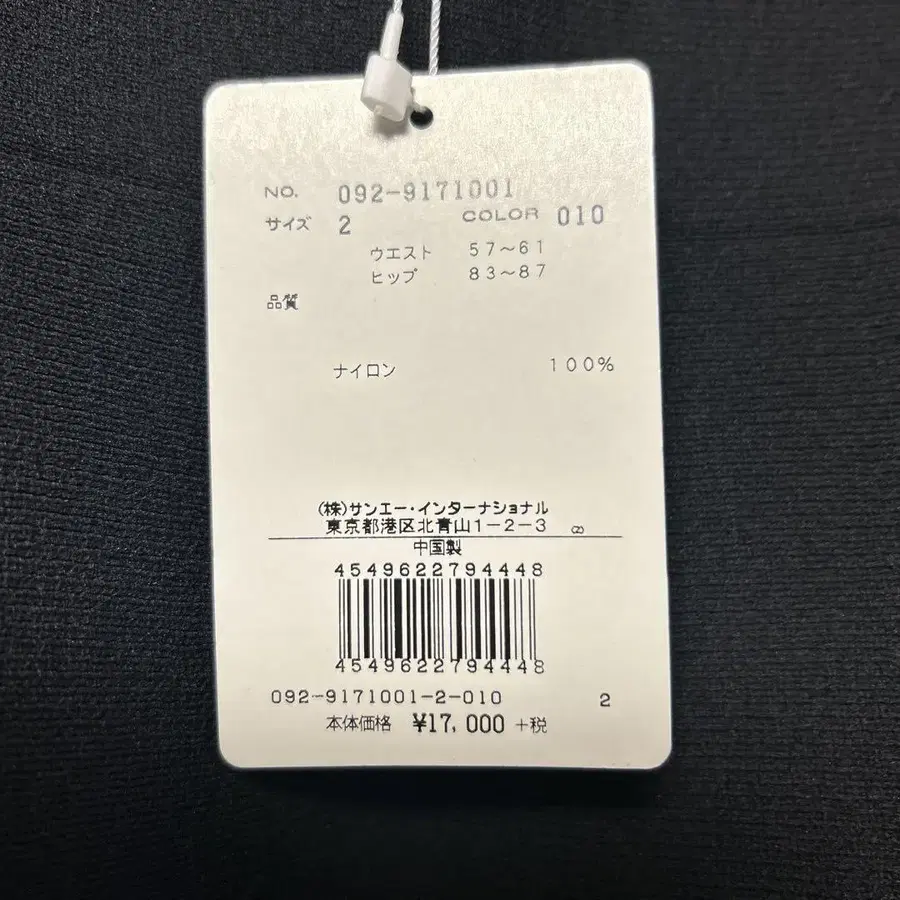 NO. 092-9171001
サイズ 2 COLOR 010
ウエスト 57~61
ヒップ 83~87
品質
ナイロン 100%
(株)サンエー・インターナショナル
東京都港区北青山1-2-3
中国製
4549622794448
4549622794448
092-9171001-2-010 2
本体価格 ¥17,000 +税